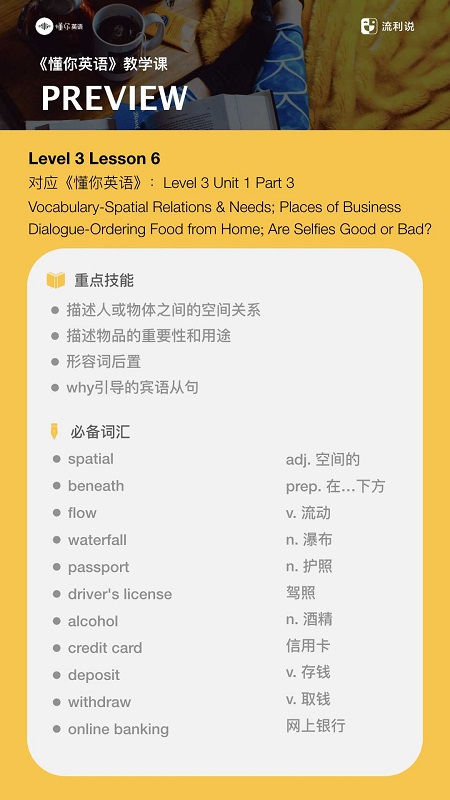 懂你英语
流利说
《懂你英语》教学课
PREVIEW
Level 3 Lesson 6
对应《懂你英语》：Level 3 Unit 1 Part 3
Vocabulary-Spatial Relations & Needs; Places of Business
Dialogue-Ordering Food from Home; Are Selfies Good or Bad?
重点技能
描述人或物体之间的空间关系
描述物品的重要性和用途
形容词后置
why引导的宾语从句
必备词汇
spatial adj. 空间的
beneath prep. 在…下方
flow v. 流动
waterfall n. 瀑布
passport n. 护照
driver's license 驾照
alcohol n. 酒精
credit card 信用卡
deposit v. 存钱
withdraw v. 取钱
online banking 网上银行